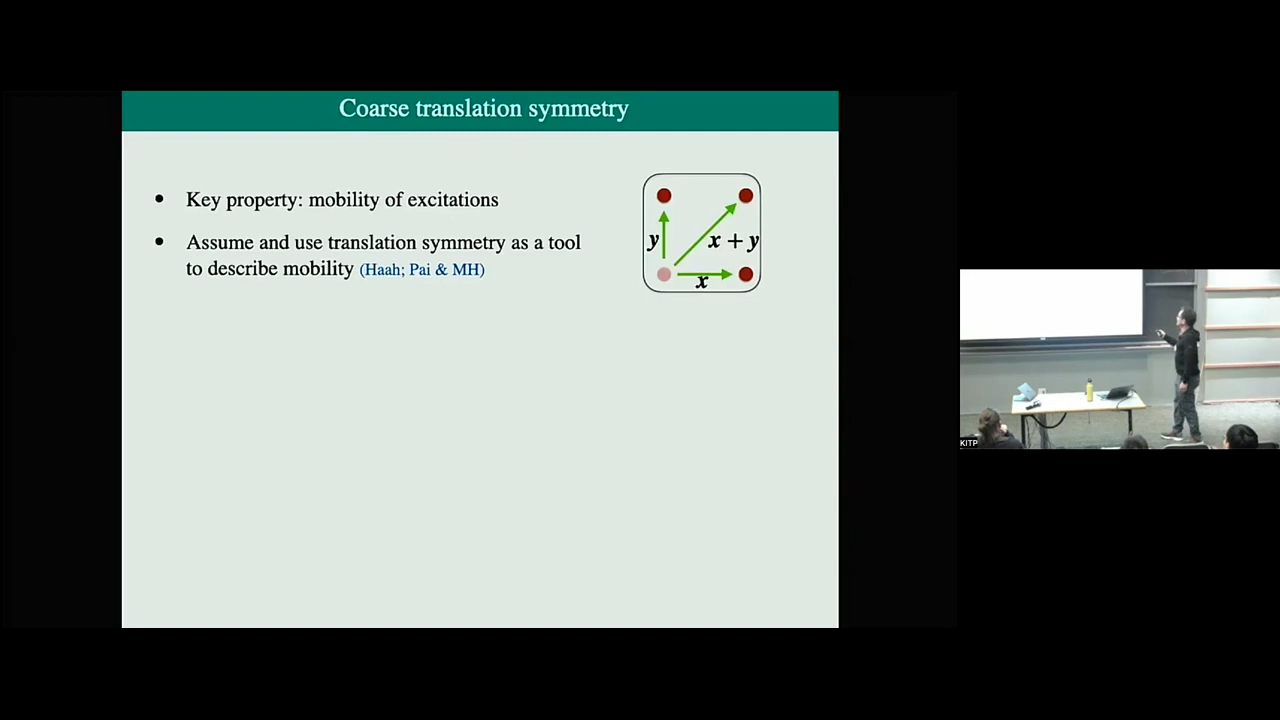 Coarse translation symmetry
• Key property: mobility of excitations
• Assume and use translation symmetry as a tool
to describe mobility (Haah; Pai & MH)
y
x + y
x
KITP